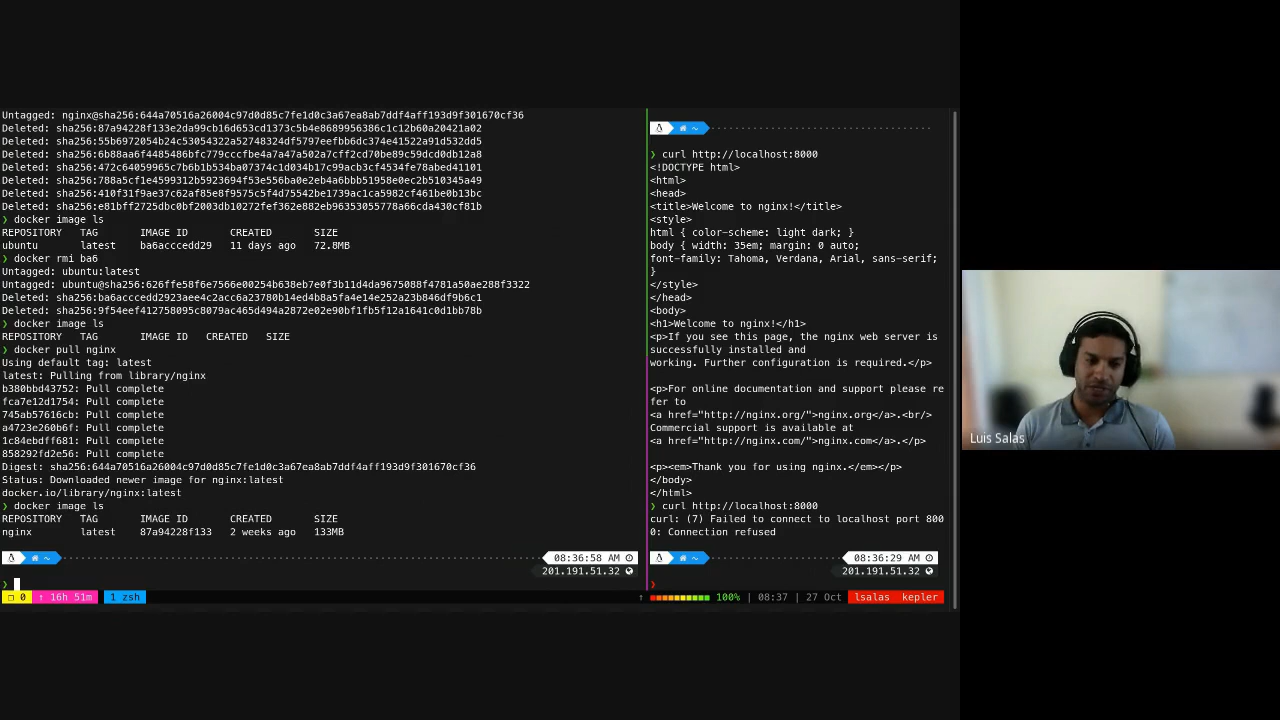 Untagged: nginx@sha256:644a70516a26004c97d0d85c7fe1d0c3a67ea8ab7ddf4aff193d9f301670cf36
Deleted: sha256:87a94228f133e2da99cb16d653cd1373c5b4e8689956386c1c12b60a20421a02
Deleted: sha256:55b6972054b24c53054322a52748324df5797eefbb6dc374e41522a91d532dd5
Deleted: sha256:6b88aa6f4485486bfc779cccfbe4a7a47a502a7cff2cd70be89c59dcd0db12a8
Deleted: sha256:472c64059965c7b6b1b534ba07374c1d034b17c99acb3cf4534fe78abed41101
Deleted: sha256:788a5cf1e4599312b5923694f53e556ba0e2eb4a6bbb51958e0ec2b510345a49
Deleted: sha256:410f31f9ae37c62af85e8f9575c5f4d75542be1739ac1ca5982cf461be0b13bc
Deleted: sha256:e81bff2725dbc0bf2003db10272fef362e882eb96353055778a66cda430cf81b
❯ docker image ls
REPOSITORY TAG IMAGE ID CREATED SIZE
ubuntu latest ba6acccedd29 11 days ago 72.8MB
❯ docker rmi ba6
Untagged: ubuntu:latest
Untagged: ubuntu@sha256:626ffe58f6e7566e00254b638eb7e0f3b11d4da9675088f4781a50ae288f3322
Deleted: sha256:ba6acccedd2923aee4c2acc6a23780b14ed4b8a5fa4e14e252a23b846df9b6c1
Deleted: sha256:9f54eef412758095c8079ac465d494a2872e02e90bf1fb5f12a1641c0d1bb78b
❯ docker image ls
REPOSITORY TAG IMAGE ID CREATED SIZE
❯ docker pull nginx
Using default tag: latest
latest: Pulling from library/nginx
b380bbd43752: Pull complete
fca7e12d1754: Pull complete
745ab57616cb: Pull complete
a4723e260b6f: Pull complete
1c84ebdff681: Pull complete
858292fd2e56: Pull complete
Digest: sha256:644a70516a26004c97d0d85c7fe1d0c3a67ea8ab7ddf4aff193d9f301670cf36
Status: Downloaded newer image for nginx:latest
docker.io/library/nginx:latest
❯ docker image ls
REPOSITORY TAG IMAGE ID CREATED SIZE
nginx latest 87a94228f133 2 weeks ago 133MB
~ 08:36:58 AM
201.191.51.32
❯
~
❯ curl http://localhost:8000
<!DOCTYPE html>
<html>
<head>
<title>Welcome to nginx!</title>
<style>
html { color-scheme: light dark; }
body { width: 35em; margin: 0 auto;
font-family: Tahoma, Verdana, Arial, sans-serif;
}
</style>
</head>
<body>
<h1>Welcome to nginx!</h1>
<p>If you see this page, the nginx web server is
successfully installed and
working. Further configuration is required.</p>
<p>For online documentation and support please re
fer to
<a href="http://nginx.org/">nginx.org</a>.<br/>
Commercial support is available at
<a href="http://nginx.com/">nginx.com</a>.</p>
<p><em>Thank you for using nginx.</em></p>
</body>
</html>
❯ curl http://localhost:8000
curl: (7) Failed to connect to localhost port 800
0: Connection refused
~ 08:36:29 AM
201.191.51.32
❯
0 ↑ 16h 51m 1 zsh ↑ 100% | 08:37 | 27 Oct lsalas kepler
Luis Salas